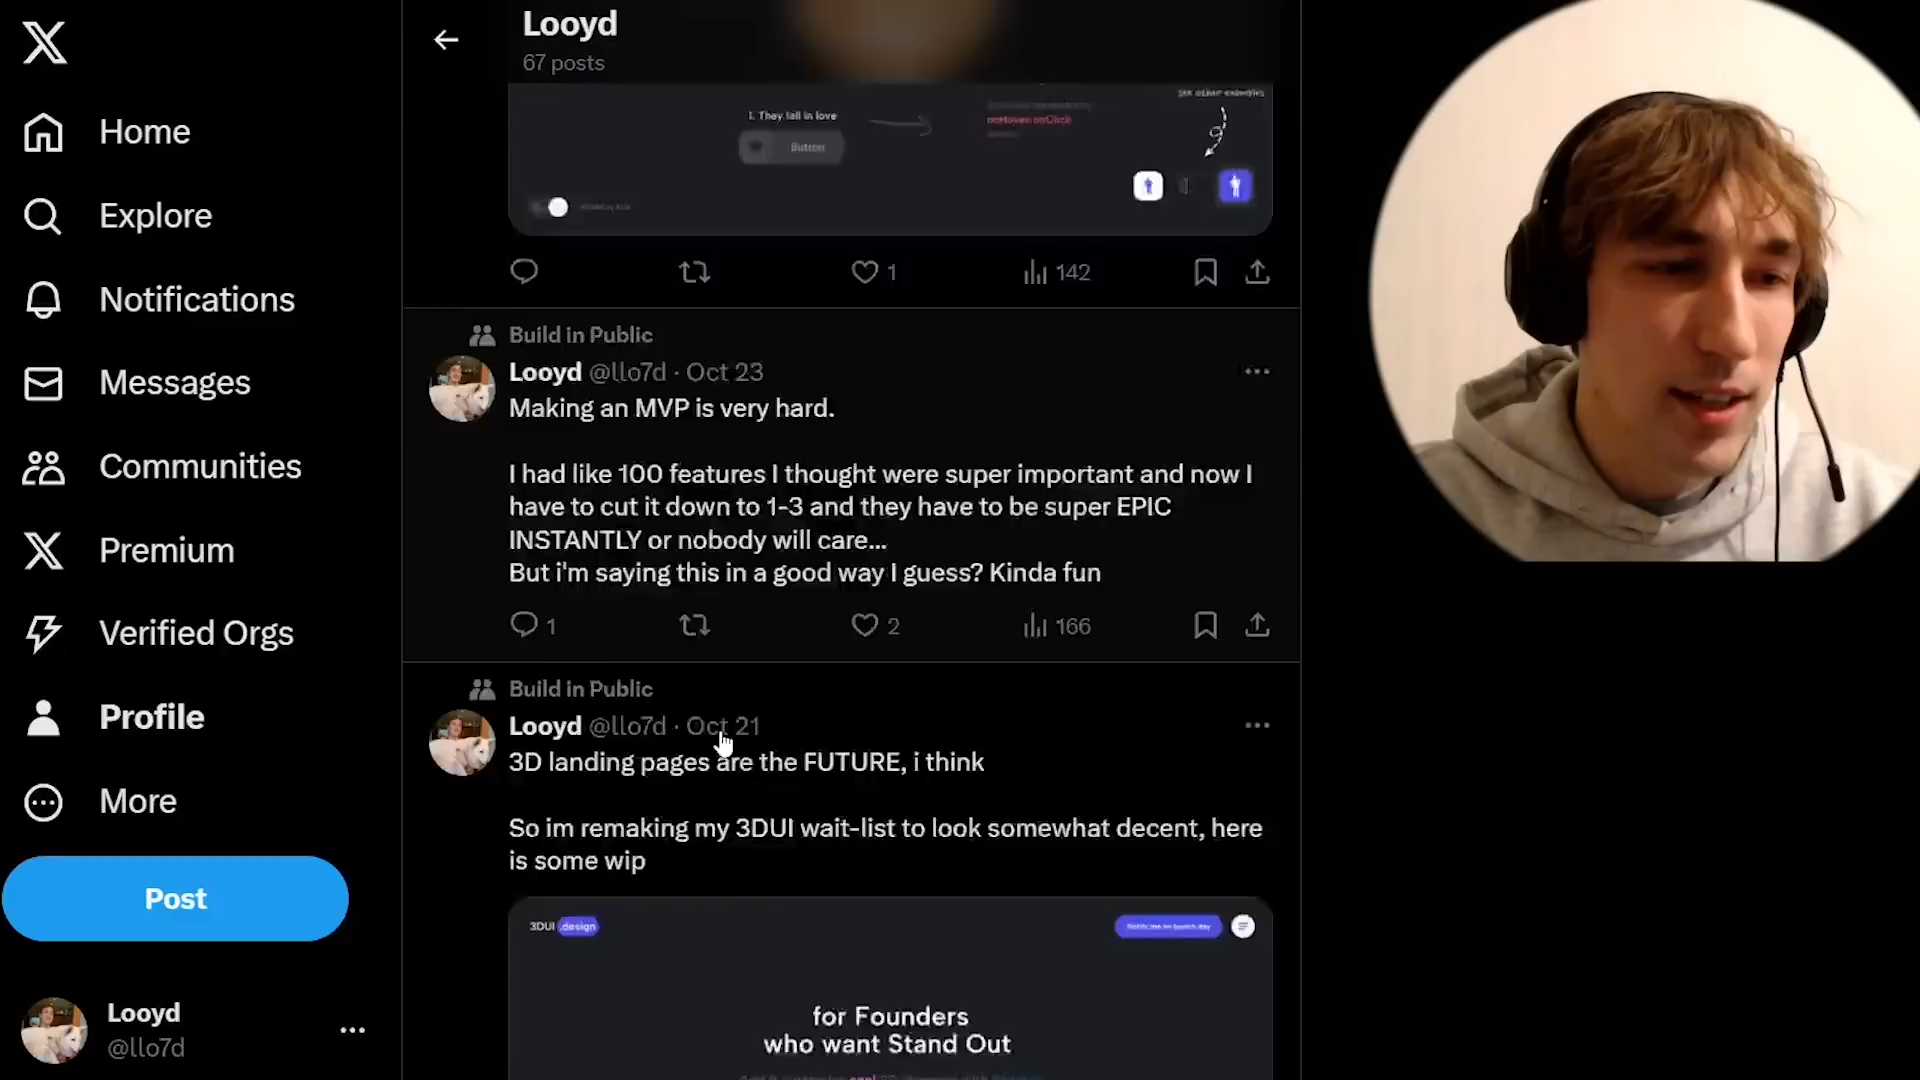 Looyd
67 posts
1. They fall in love
Button
Home
Explore
Notifications
Messages
Communities
Premium
Verified Orgs
Profile
More
Post
Looyd
@llo7d
1
142
Build in Public
Looyd @llo7d · Oct 23
Making an MVP is very hard.
I had like 100 features I thought were super important and now I
have to cut it down to 1-3 and they have to be super EPIC
INSTANTLY or nobody will care...
But i'm saying this in a good way I guess? Kinda fun
1
2
166
Build in Public
Looyd @llo7d · Oct 21
3D landing pages are the FUTURE, i think
So im remaking my 3DUI wait-list to look somewhat decent, here
is some wip
3DUI .design
Notify me on launch day
for Founders
who want Stand Out